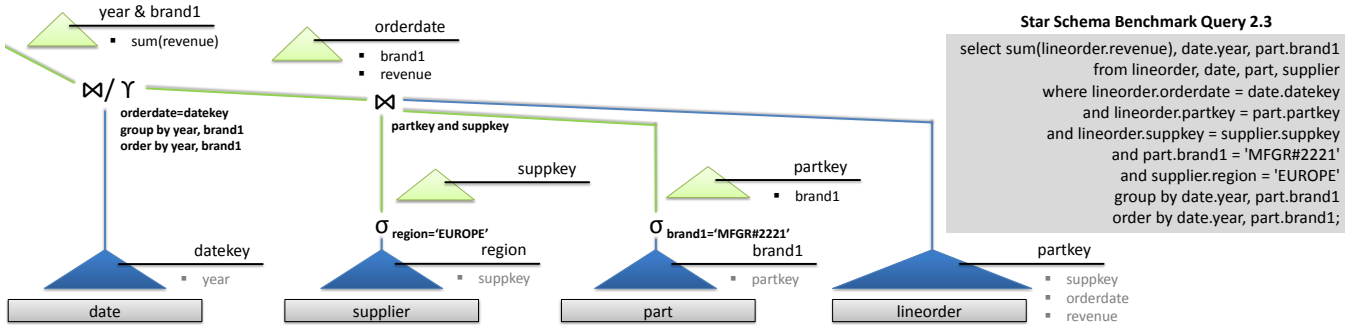 year & brand1
▪ sum(revenue)
orderdate
▪ brand1
▪ revenue
⋈/ ϒ
orderdate=datekey
group by year, brand1
order by year, brand1
⋈
partkey and suppkey
suppkey
partkey
▪ brand1
σ region=‘EUROPE’
σ brand1=‘MFGR#2221’
datekey
▪ year
region
▪ suppkey
brand1
▪ partkey
partkey
▪ suppkey
▪ orderdate
▪ revenue
date
supplier
part
lineorder
Star Schema Benchmark Query 2.3
select sum(lineorder.revenue), date.year, part.brand1
from lineorder, date, part, supplier
where lineorder.orderdate = date.datekey
and lineorder.partkey = part.partkey
and lineorder.suppkey = supplier.suppkey
and part.brand1 = 'MFGR#2221'
and supplier.region = 'EUROPE'
group by date.year, part.brand1
order by date.year, part.brand1;